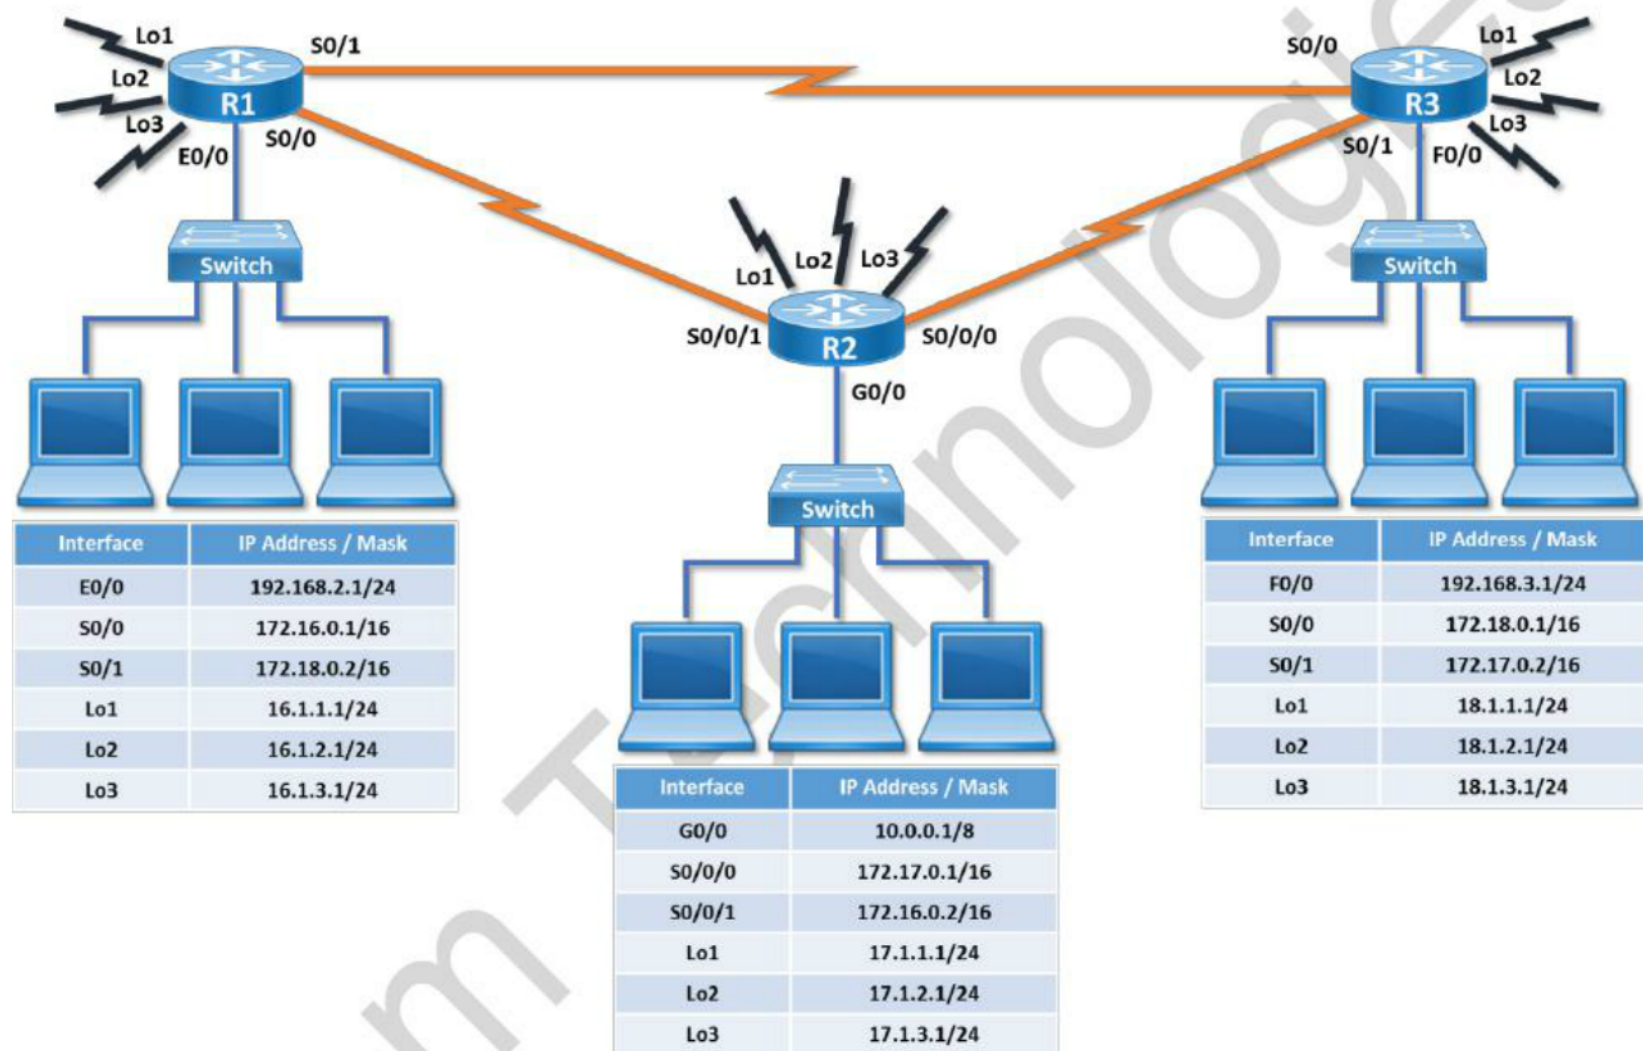 Lo1
S0/1
S0/0
Lo1
Lo2
R1
R3
Lo2
Lo3
Lo3
E0/0
S0/0
S0/1
F0/0
Switch
Lo1
Lo2
Lo3
Switch
S0/0/1
R2
S0/0/0
G0/0
Switch
Interface IP Address / Mask
E0/0 192.168.2.1/24
S0/0 172.16.0.1/16
S0/1 172.18.0.2/16
Lo1 16.1.1.1/24
Lo2 16.1.2.1/24
Lo3 16.1.3.1/24
Interface IP Address / Mask
F0/0 192.168.3.1/24
S0/0 172.18.0.1/16
S0/1 172.17.0.2/16
Lo1 18.1.1.1/24
Lo2 18.1.2.1/24
Lo3 18.1.3.1/24
Interface IP Address / Mask
G0/0 10.0.0.1/8
S0/0/0 172.17.0.1/16
S0/0/1 172.16.0.2/16
Lo1 17.1.1.1/24
Lo2 17.1.2.1/24
Lo3 17.1.3.1/24
Technologies